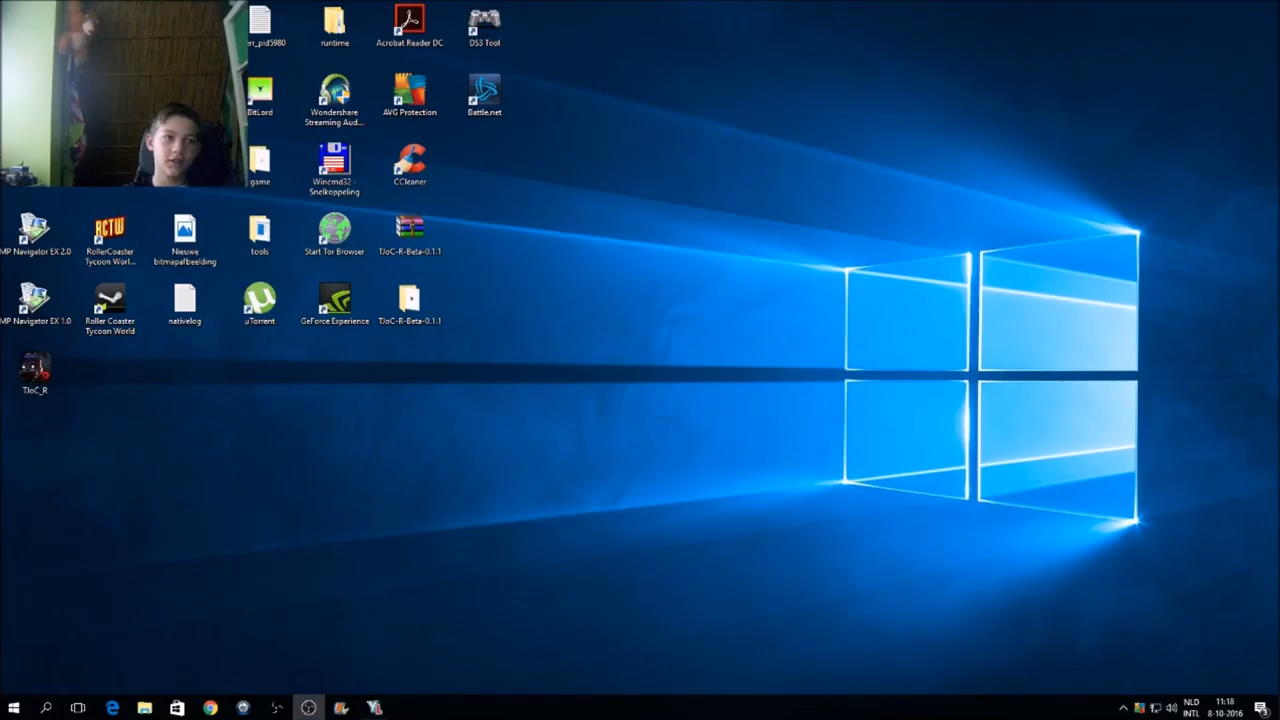 err_pid5980
runtime
Acrobat Reader DC
DS3 Tool
BitLord
Wondershare
Streaming Aud...
AVG Protection
Battle.net
game
Wincmd32 -
Snelkoppeling
CCleaner
MP Navigator EX 2.0
RCTW
RollerCoaster
Tycoon Worl...
Nieuwe
bitmapafbeelding
tools
Start Tor Browser
TJoC-R-Beta-0.1.1
MP Navigator EX 1.0
Roller Coaster
Tycoon World
nativelog
uTorrent
GeForce Experience
TJoC-R-Beta-0.1.1
TJoC_R
NLD
INTL
11:18
8-10-2016